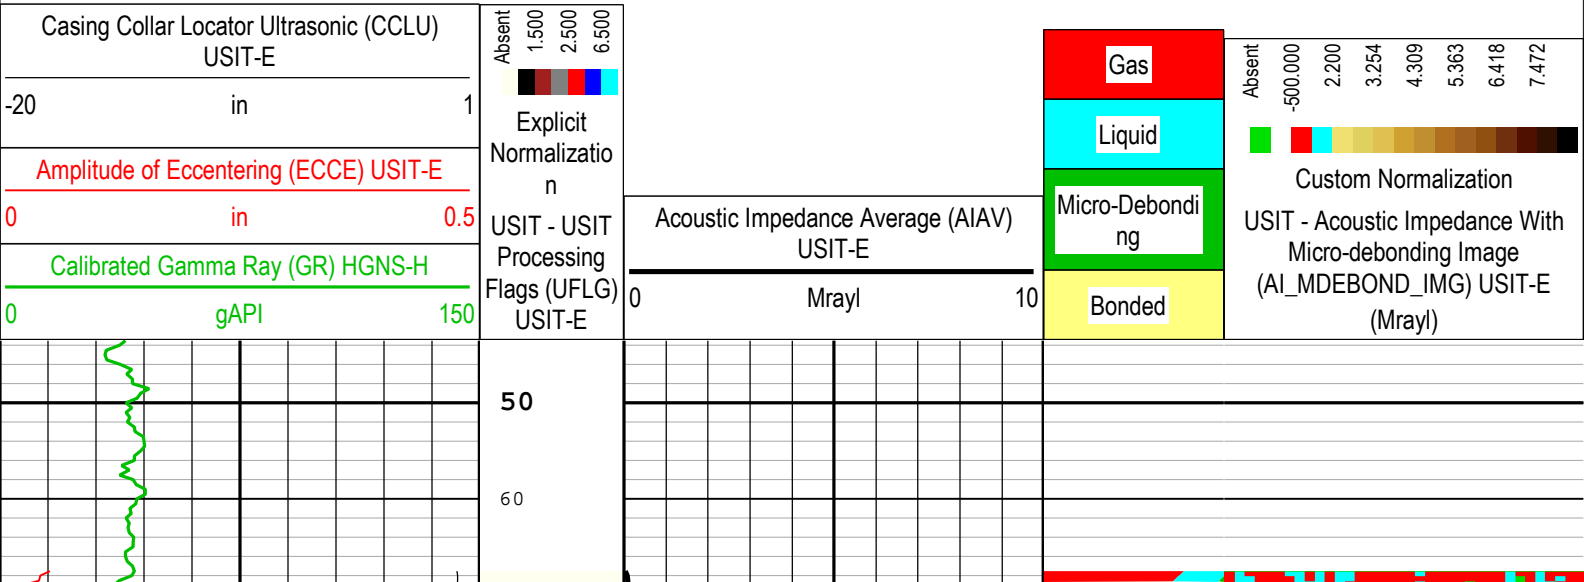 Casing Collar Locator Ultrasonic (CCLU)
USIT-E
-20 in 1
Amplitude of Eccentering (ECCE) USIT-E
0 in 0.5
Calibrated Gamma Ray (GR) HGNS-H
0 gAPI 150
Absent
1.500
2.500
6.500
Explicit
Normalizatio
n
USIT - USIT
Processing
Flags (UFLG)
USIT-E
Acoustic Impedance Average (AIAV)
USIT-E
0 Mrayl 10
Gas
Liquid
Micro-Debondi
ng
Bonded
Absent
-500.000
2.200
3.254
4.309
5.363
6.418
7.472
Custom Normalization
USIT - Acoustic Impedance With
Micro-debonding Image
(AI_MDEBOND_IMG) USIT-E
(Mrayl)
50
60